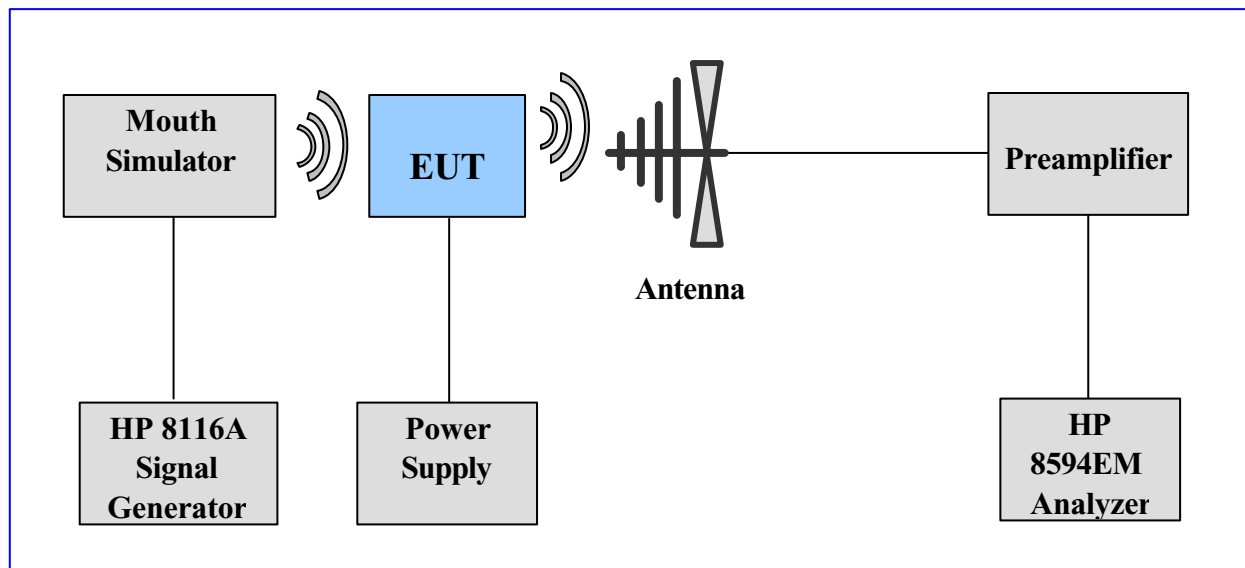 Mouth
Simulator
EUT
Preamplifier
Antenna
HP 8116A
Signal
Generator
Power
Supply
HP
8594EM
Analyzer